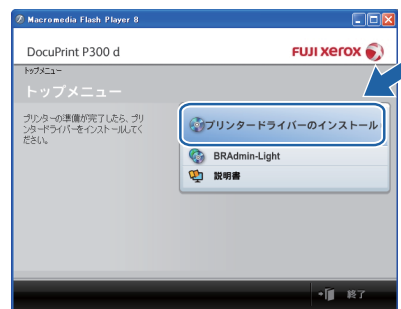 Macromedia Flash Player 8
DocuPrint P300 d
FUJI XEROX
トップメニュー
トップメニュー
プリンターの準備が完了したら、プリ
ンタードライバーをインストールしてく
ださい。
プリンタードライバーのインストール
BRAdmin-Light
説明書
終了